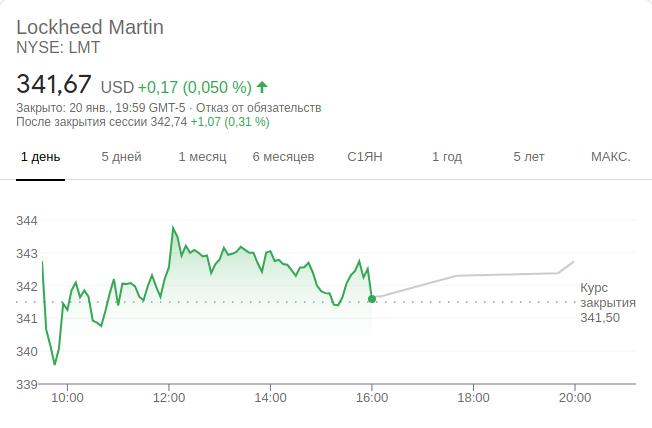 Lockheed Martin
NYSE: LMT
341,67 USD +0,17 (0,050 %)
Закрыто: 20 янв., 19:59 GMT-5 · Отказ от обязательств
После закрытия сессии 342,74 +1,07 (0,31 %)
1 день 5 дней 1 месяц 6 месяцев С1ЯН 1 год 5 лет МАКС.
344
343
342
341
340
339
Курс
закрытия
341,50
10:00 12:00 14:00 16:00 18:00 20:00